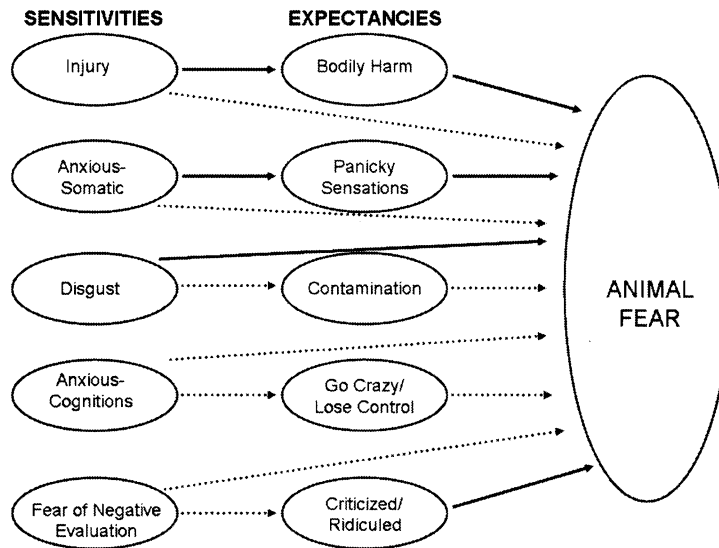 SENSITIVITIES EXPECTANCIES
Injury
Bodily Harm
Anxious-
Somatic
Panicky
Sensations
Disgust
Contamination
ANIMAL
FEAR
Anxious-
Cognitions
Go Crazy/
Lose Control
Fear of Negative
Evaluation
Criticized/
Ridiculed